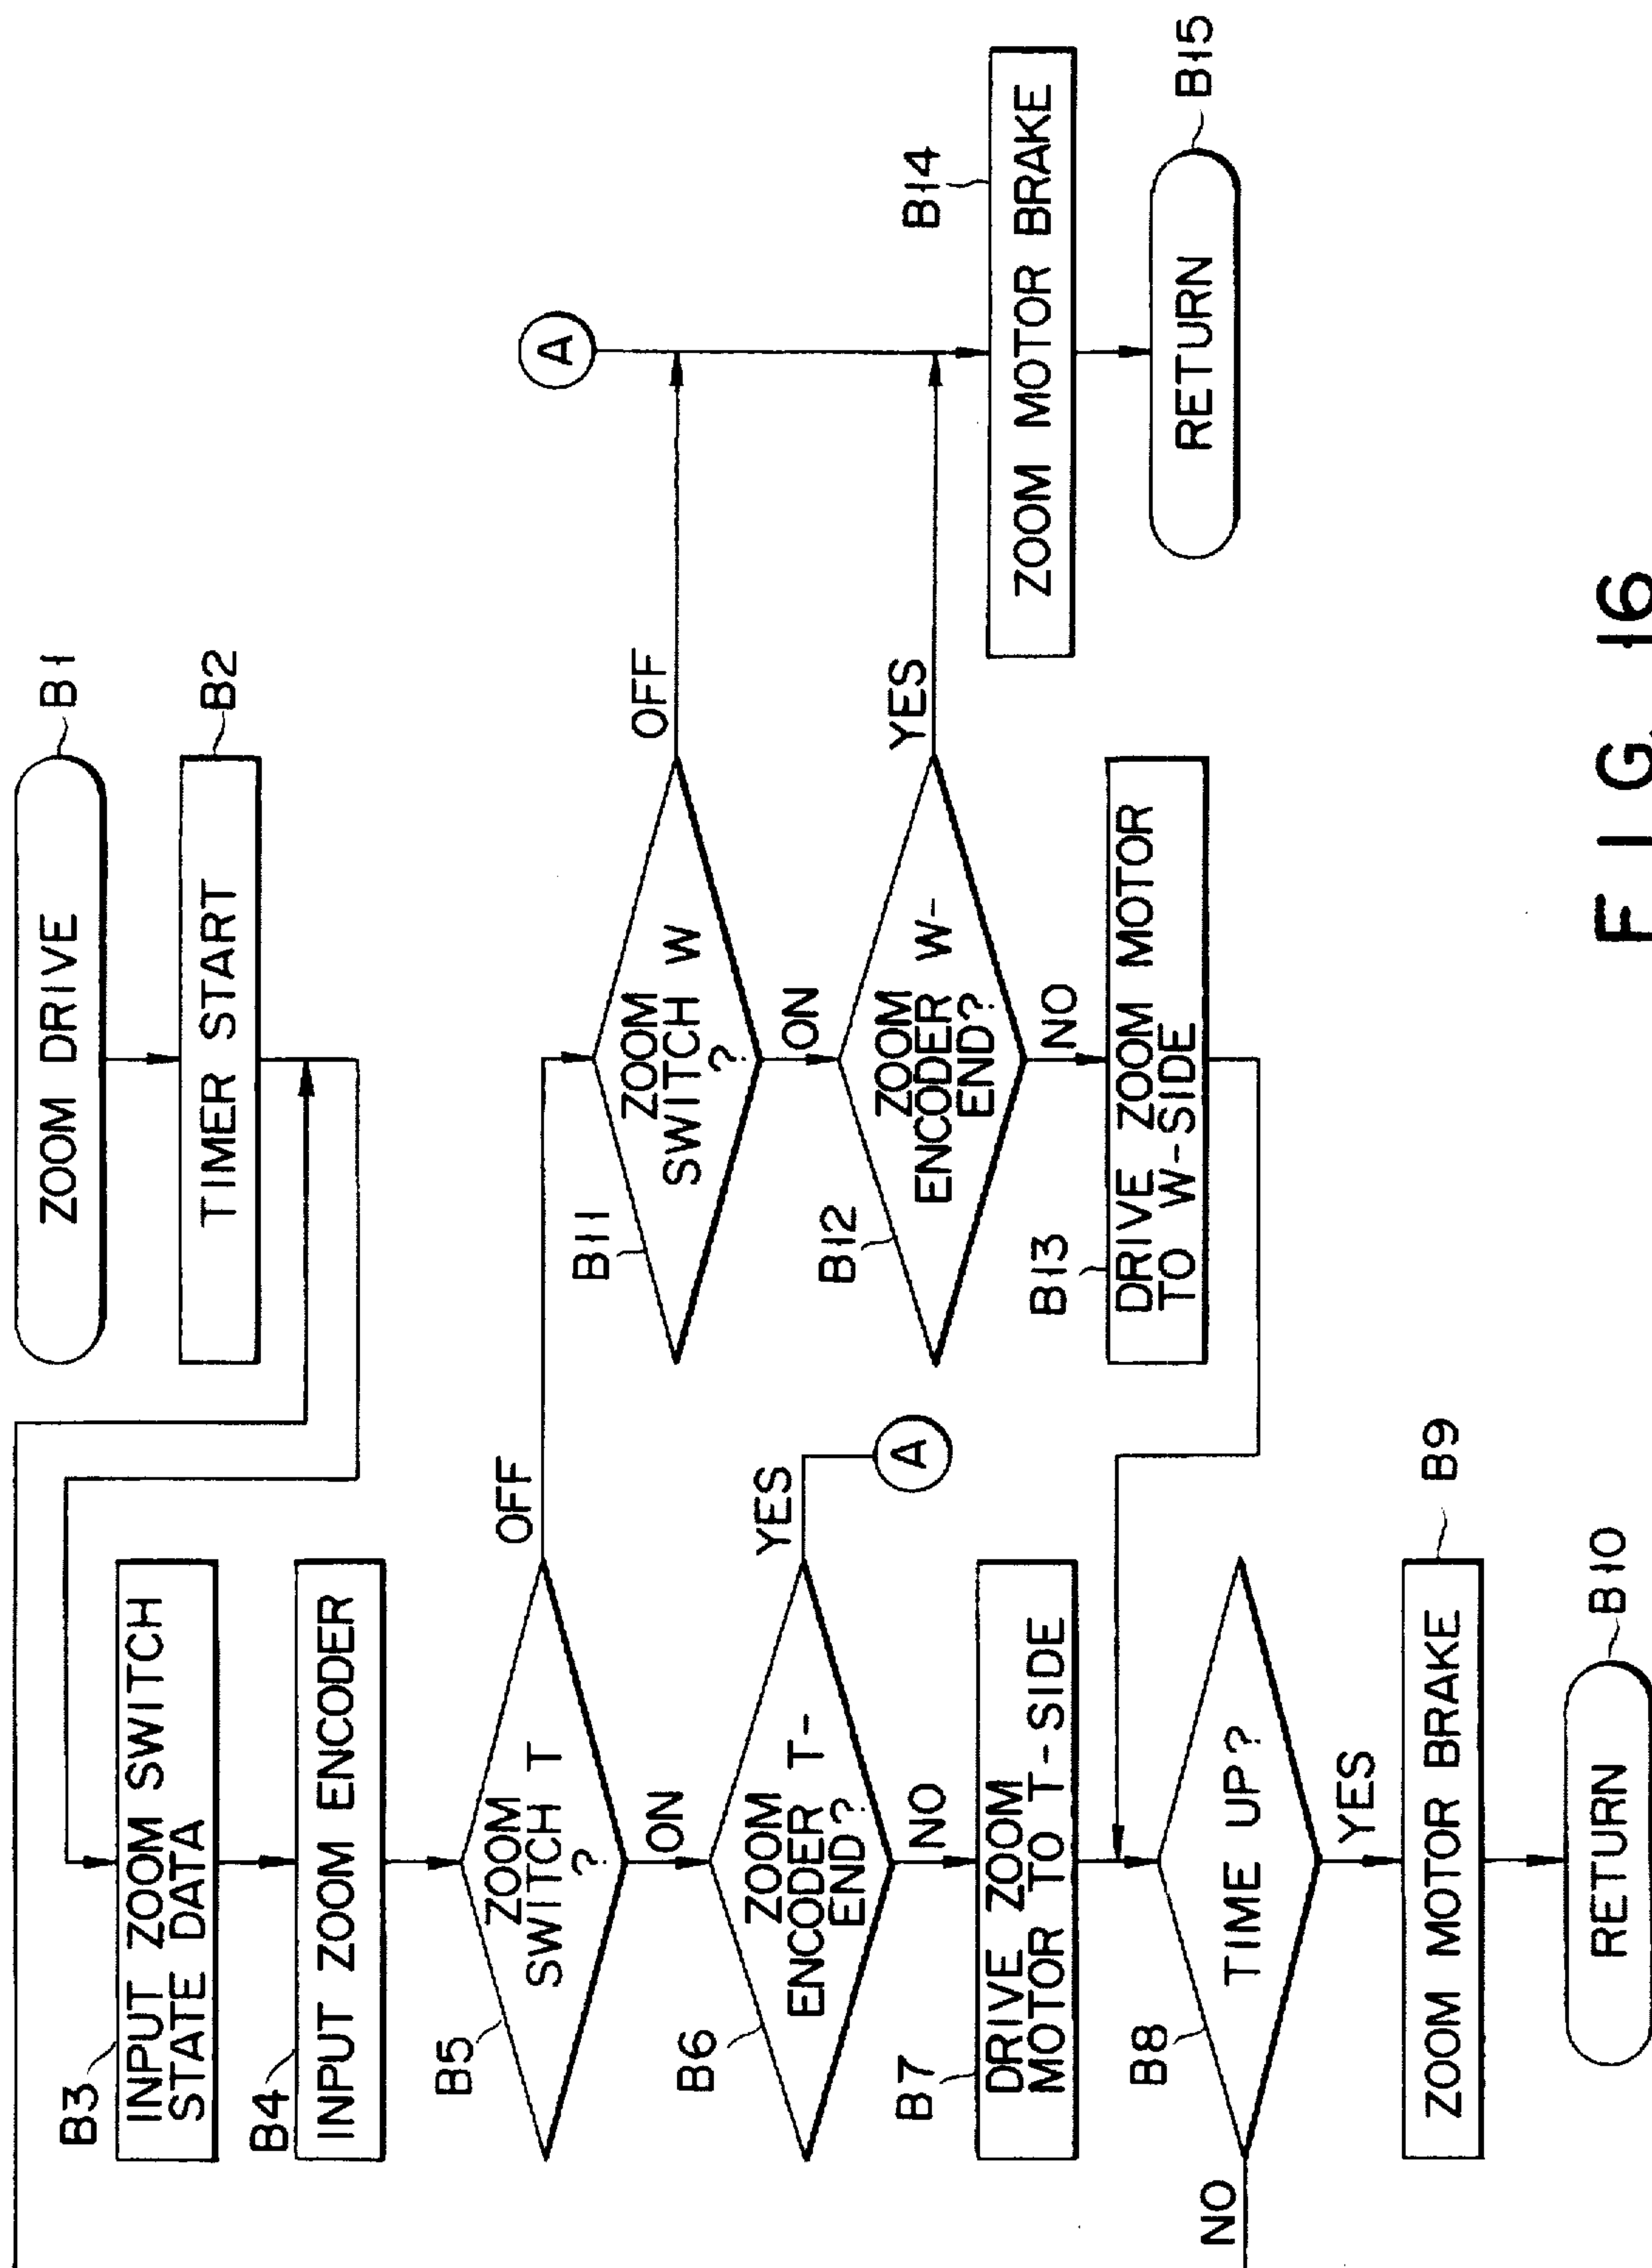 ZOOM DRIVE
B1
TIMER START
B2
B3
INPUT ZOOM SWITCH
STATE DATA
B4
INPUT ZOOM ENCODER
B5
ZOOM
SWITCH T
?
OFF
ON
B6
ZOOM
ENCODER T-
END?
YES
A
NO
B7
DRIVE ZOOM
MOTOR TO T-SIDE
B8
TIME UP?
NO
YES
ZOOM MOTOR BRAKE
B9
RETURN
B10
B11
ZOOM
SWITCH W
?
OFF
ON
B12
ZOOM
ENCODER W-
END?
YES
NO
B13
DRIVE ZOOM MOTOR
TO W-SIDE
A
B14
ZOOM MOTOR BRAKE
RETURN
B15
FIG. 16